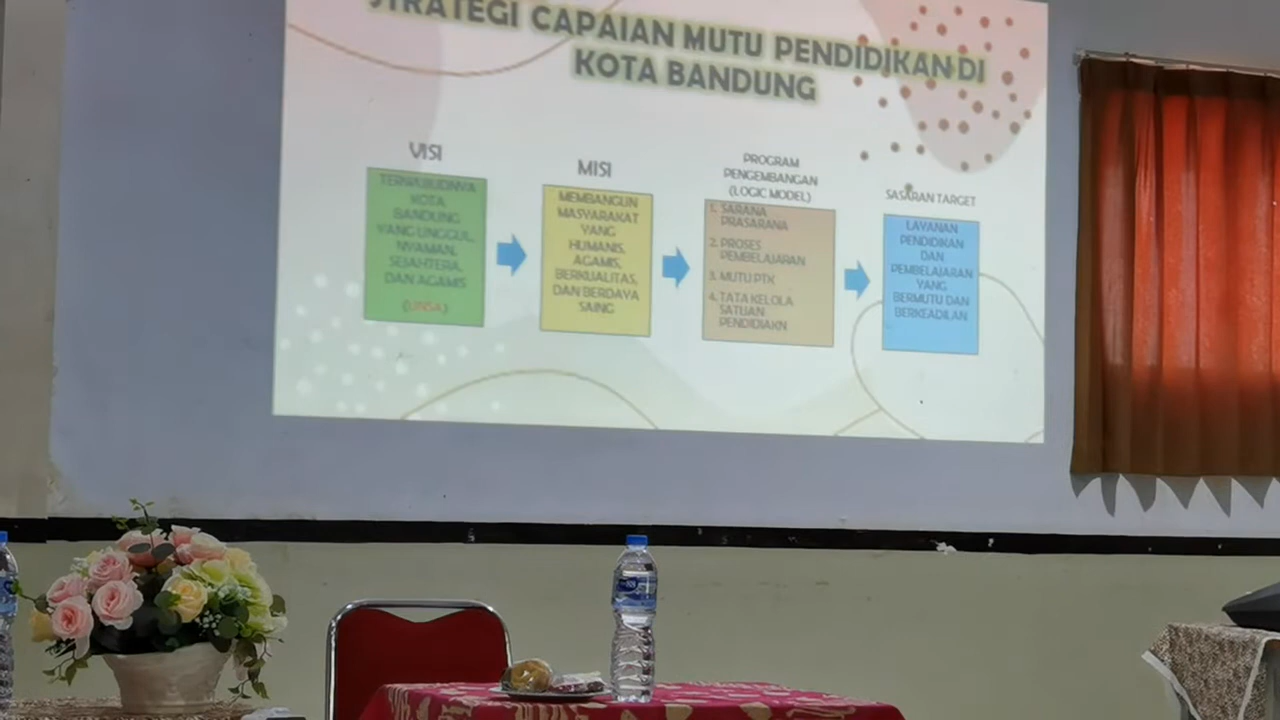 STRATEGI CAPAIAN MUTU PENDIDIKAN DI
KOTA BANDUNG
VISI
TERWUJUDNYA
KOTA
BANDUNG
YANG UNGGUL,
NYAMAN,
SEJAHTERA,
DAN AGAMIS
MISI
MEMBANGUN
MASYARAKAT
YANG
HUMANIS,
AGAMIS,
BERKUALITAS,
DAN BERDAYA
SAING
PROGRAM
PENGEMBANGAN
(LOGIC MODEL)
1. SARANA
PRASARANA
2. PROSES
PEMBELAJARAN
3. MUTU PTK
4. TATA KELOLA
SATUAN
PENDIDIAKN
SASARAN TARGET
LAYANAN
PENDIDIKAN
DAN
PEMBELAJARAN
YANG
BERMUTU DAN
BERKEADILAN